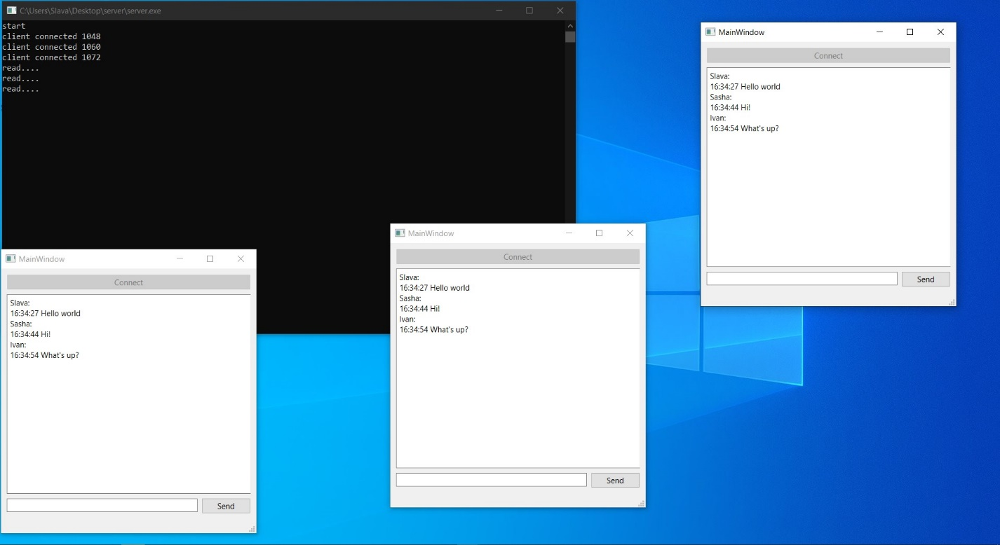 C:\Users\Slava\Desktop\server\server.exe
start
client connected 1048
client connected 1060
client connected 1072
read....
read....
read....
MainWindow
Connect
Slava:
16:34:27 Hello world
Sasha:
16:34:44 Hi!
Ivan:
16:34:54 What's up?
Send
MainWindow
Connect
Slava:
16:34:27 Hello world
Sasha:
16:34:44 Hi!
Ivan:
16:34:54 What's up?
Send
MainWindow
Connect
Slava:
16:34:27 Hello world
Sasha:
16:34:44 Hi!
Ivan:
16:34:54 What's up?
Send